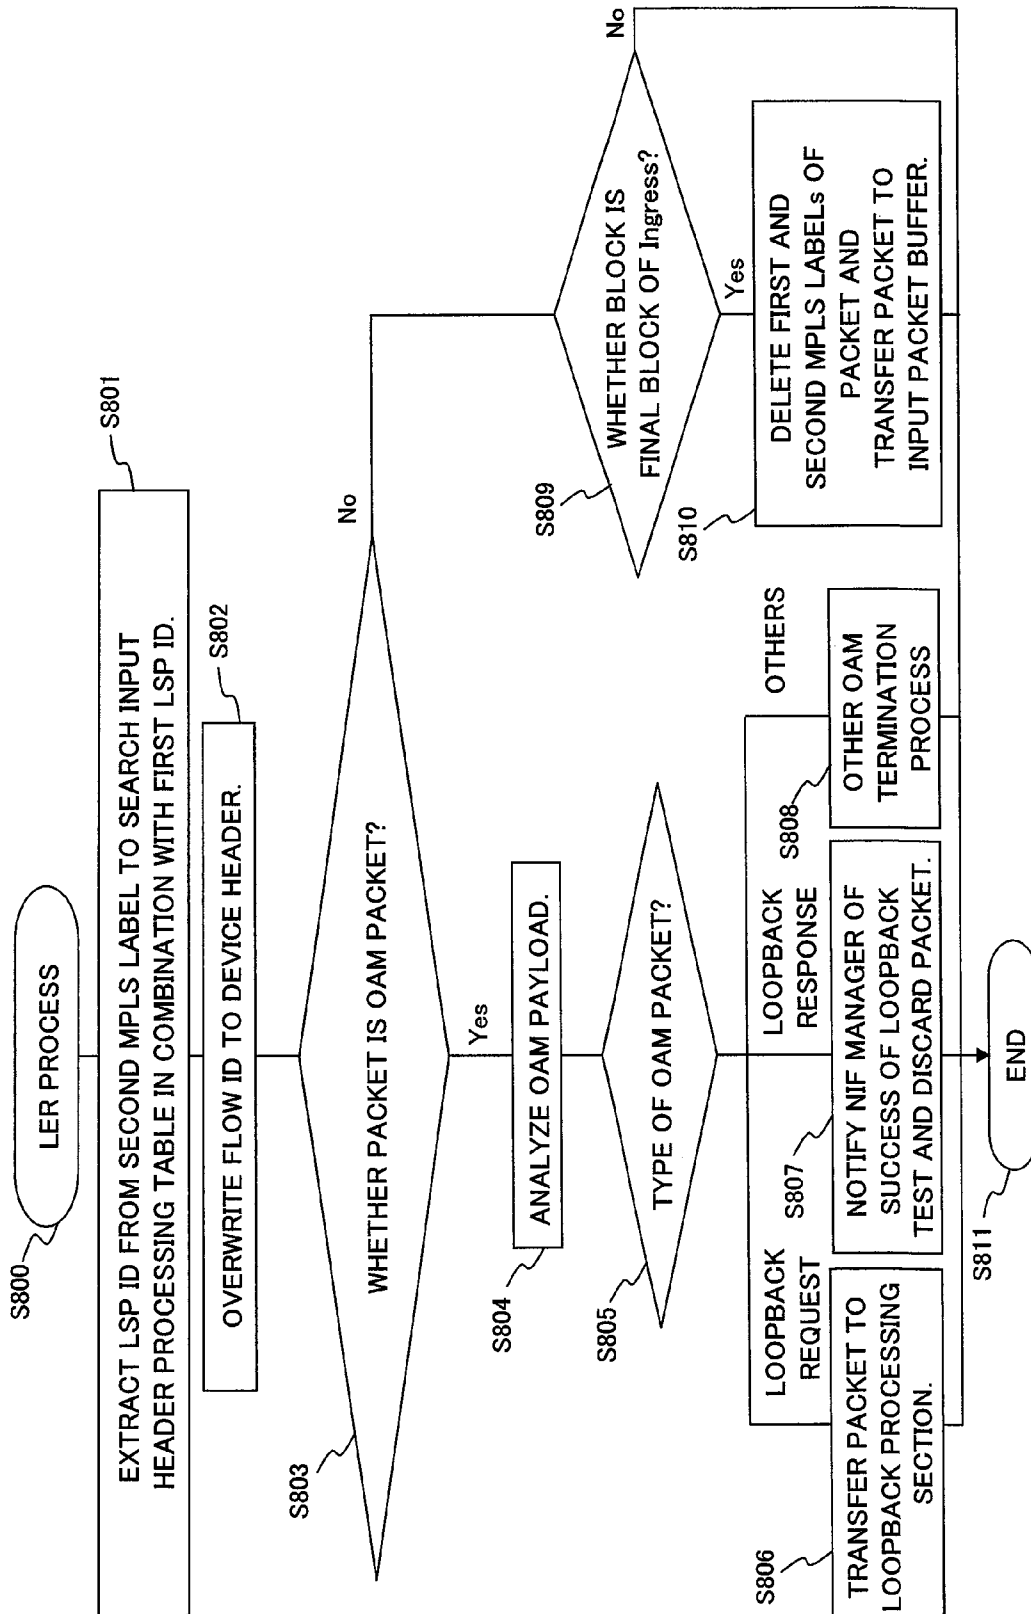 LER PROCESS
S800
EXTRACT LSP ID FROM SECOND MPLS LABEL TO SEARCH INPUT
HEADER PROCESSING TABLE IN COMBINATION WITH FIRST LSP ID.
S801
OVERWRITE FLOW ID TO DEVICE HEADER.
S802
WHETHER PACKET IS OAM PACKET?
S803
No
Yes
ANALYZE OAM PAYLOAD.
S804
TYPE OF OAM PACKET?
S805
LOOPBACK
REQUEST
LOOPBACK
RESPONSE
OTHERS
S806
TRANSFER PACKET TO
LOOPBACK PROCESSING
SECTION.
S807
NOTIFY NIF MANAGER OF
SUCCESS OF LOOPBACK
TEST AND DISCARD PACKET.
S808
OTHER OAM
TERMINATION
PROCESS
WHETHER BLOCK IS
FINAL BLOCK OF Ingress?
S809
No
Yes
DELETE FIRST AND
SECOND MPLS LABELs OF
PACKET AND
TRANSFER PACKET TO
INPUT PACKET BUFFER.
S810
S811
END